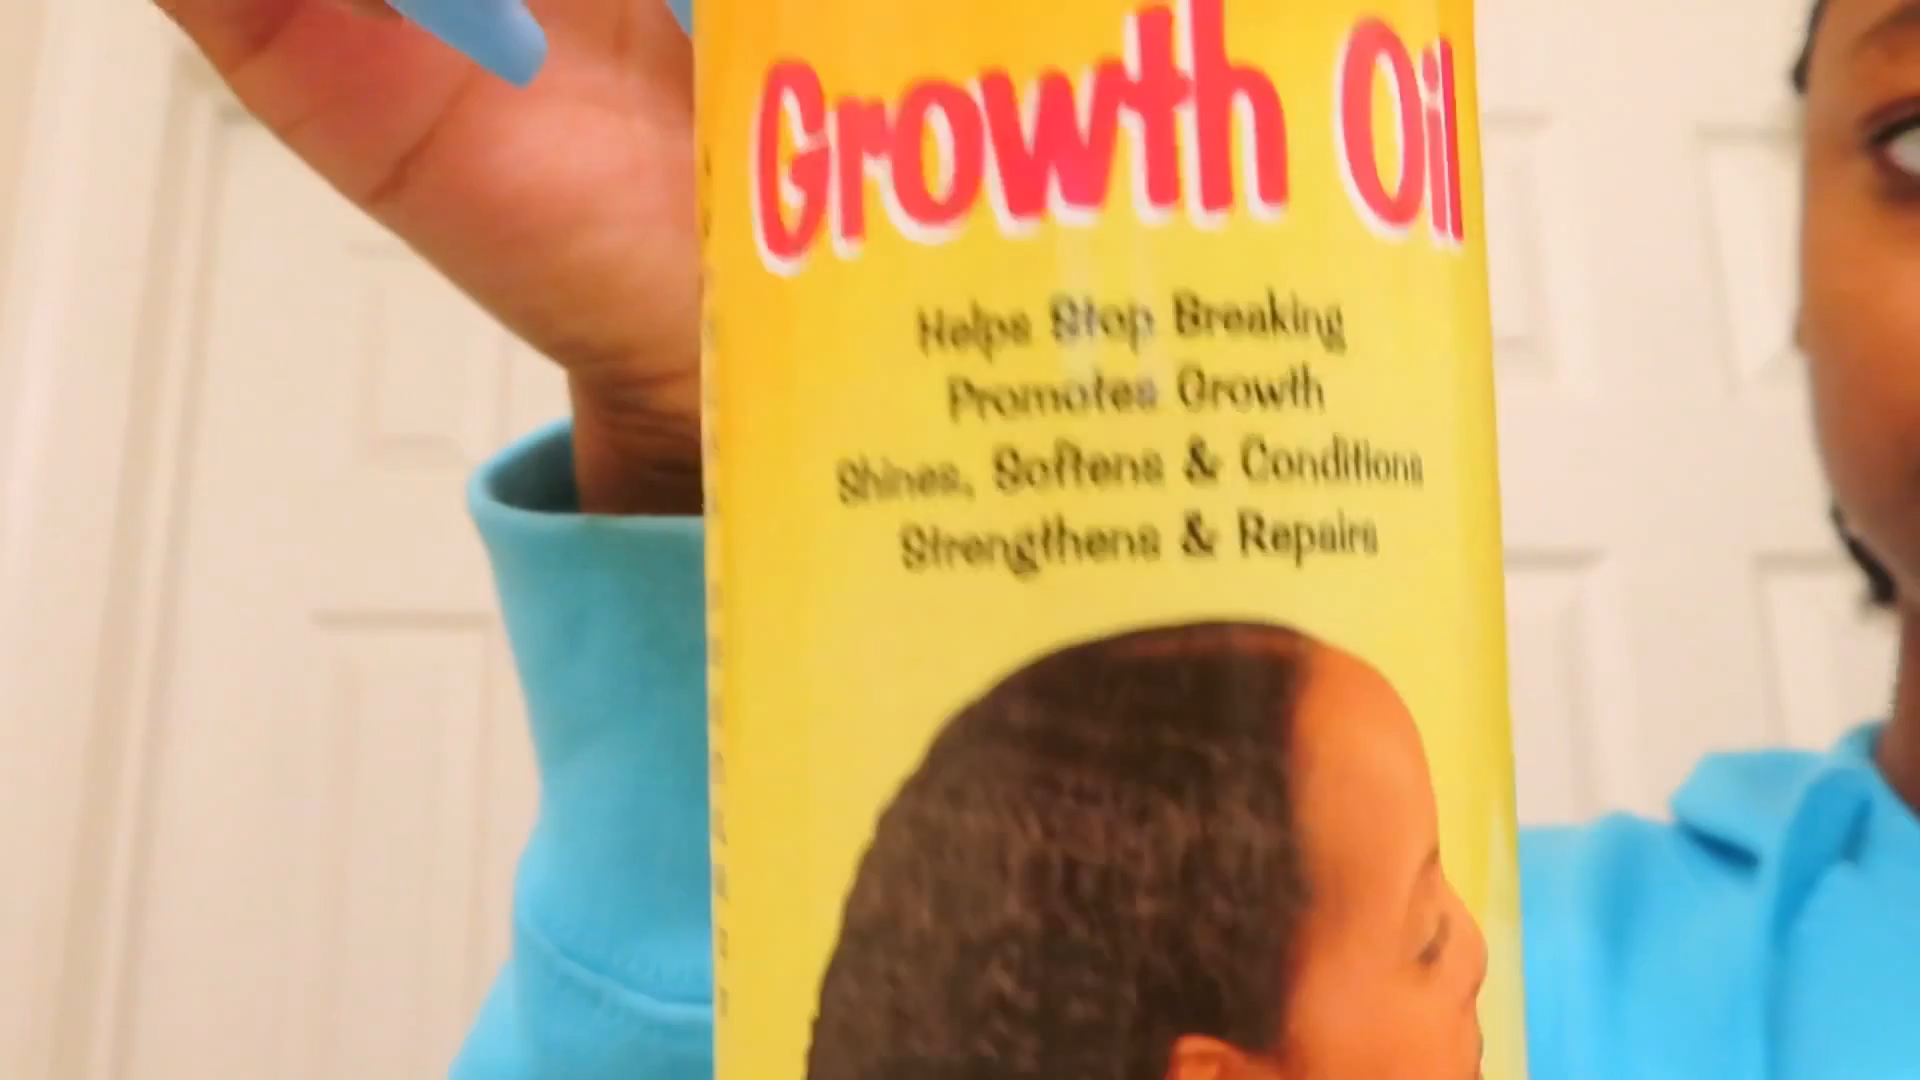 Growth Oil
Helps Stop Breaking
Promotes Growth
Shines, Softens & Conditions
Strengthens & Repairs